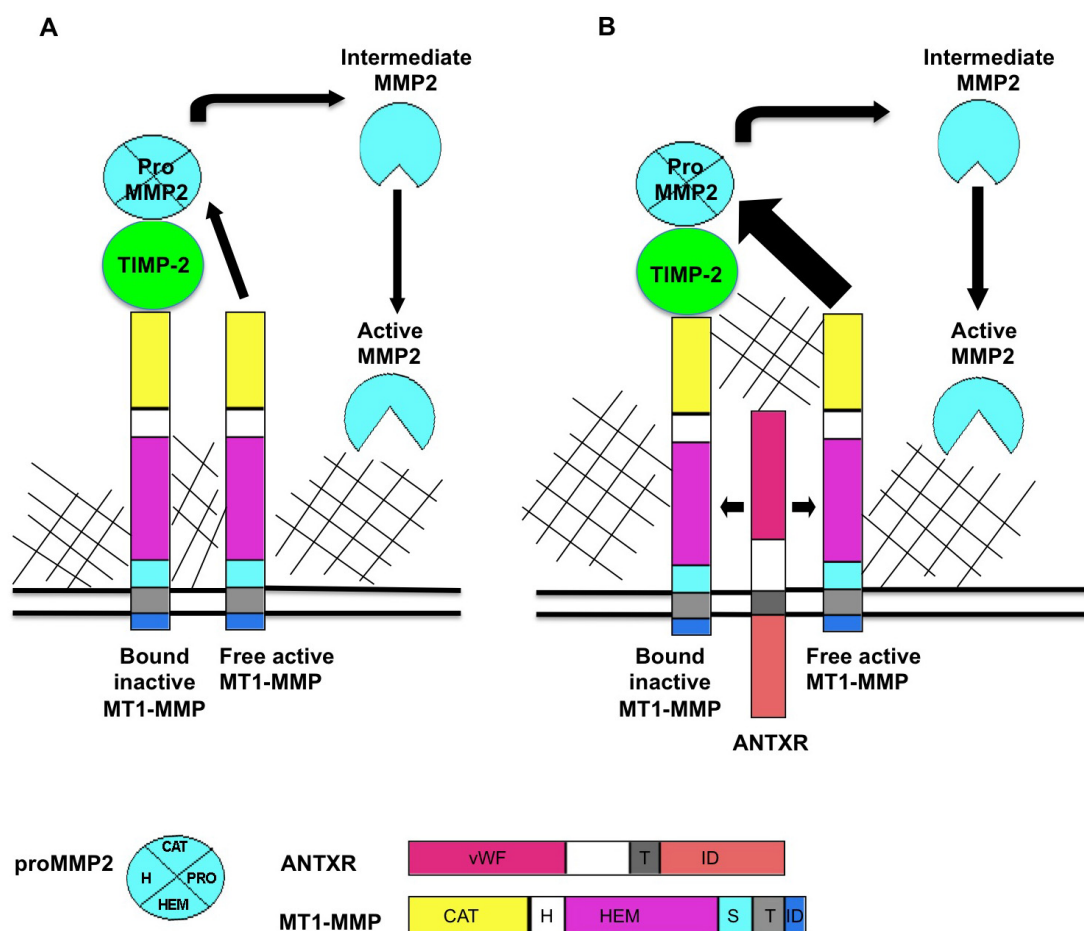 A
Intermediate
MMP2
Pro
MMP2
TIMP-2
Active
MMP2
Bound
inactive
MT1-MMP
Free active
MT1-MMP
B
Intermediate
MMP2
Pro
MMP2
TIMP-2
Active
MMP2
Bound
inactive
MT1-MMP
Free active
MT1-MMP
ANTXR
proMMP2
CAT
H
PRO
HEM
ANTXR
vWF
T
ID
MT1-MMP
CAT
H
HEM
S
T
ID